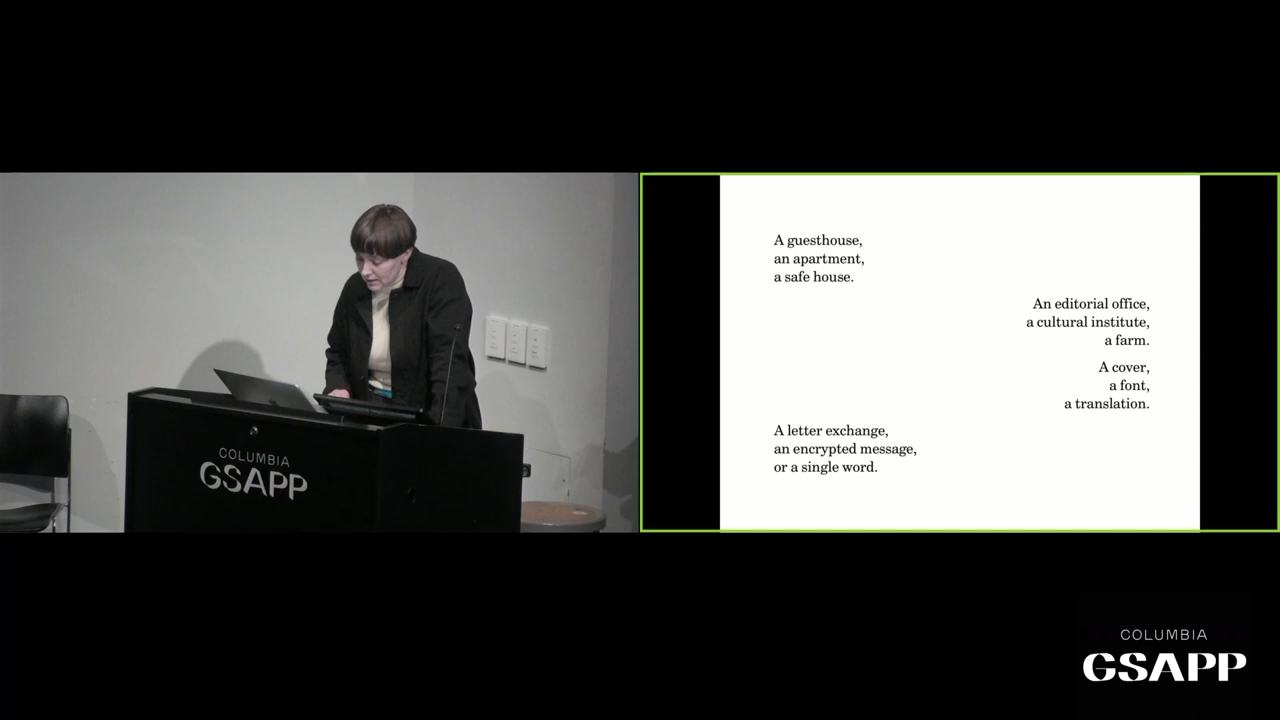 A guesthouse,
an apartment,
a safe house.
An editorial office,
a cultural institute,
a farm.
A cover,
a font,
a translation.
A letter exchange,
an encrypted message,
or a single word.
COLUMBIA
GSAPP
COLUMBIA
GSAPP